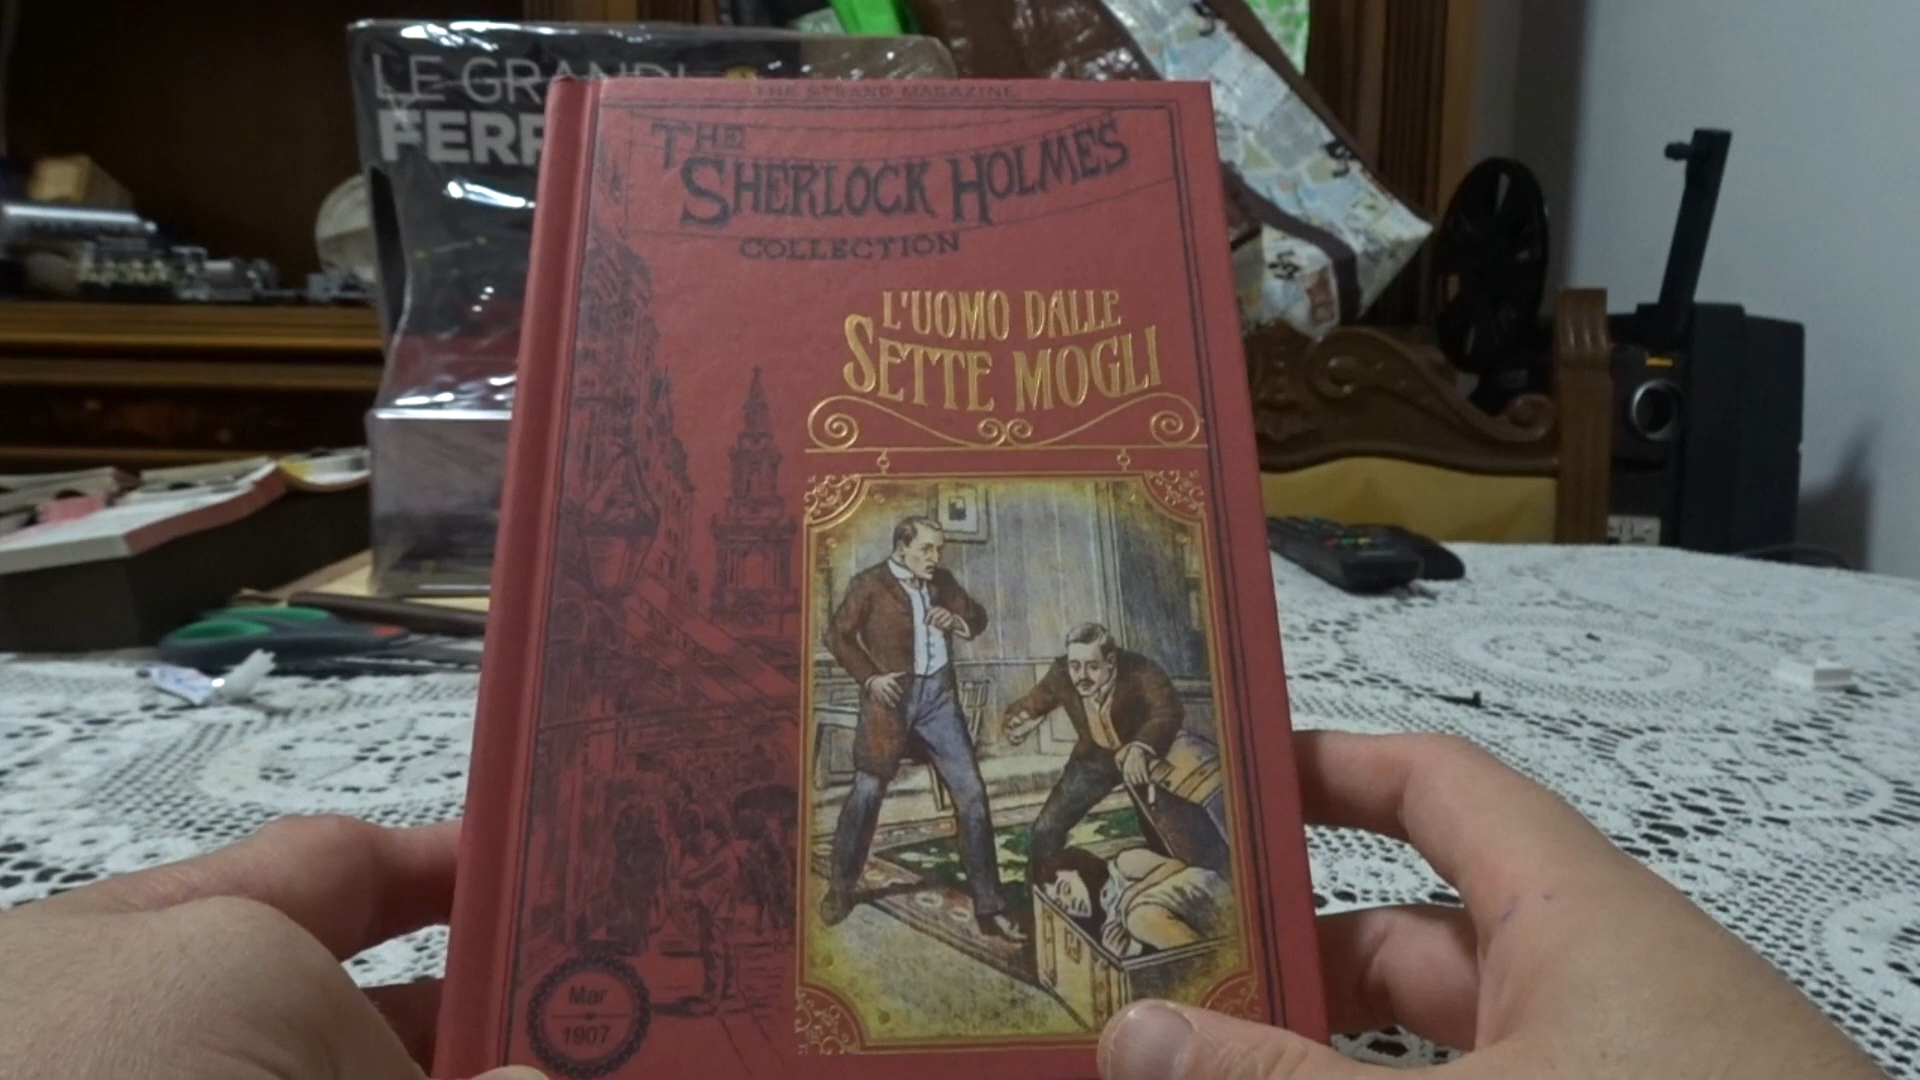 LE GRANDI
FERR
THE STRAND MAGAZINE
THE
SHERLOCK HOLMES
COLLECTION
L'UOMO DALLE
SETTE MOGLI
Mar
1907